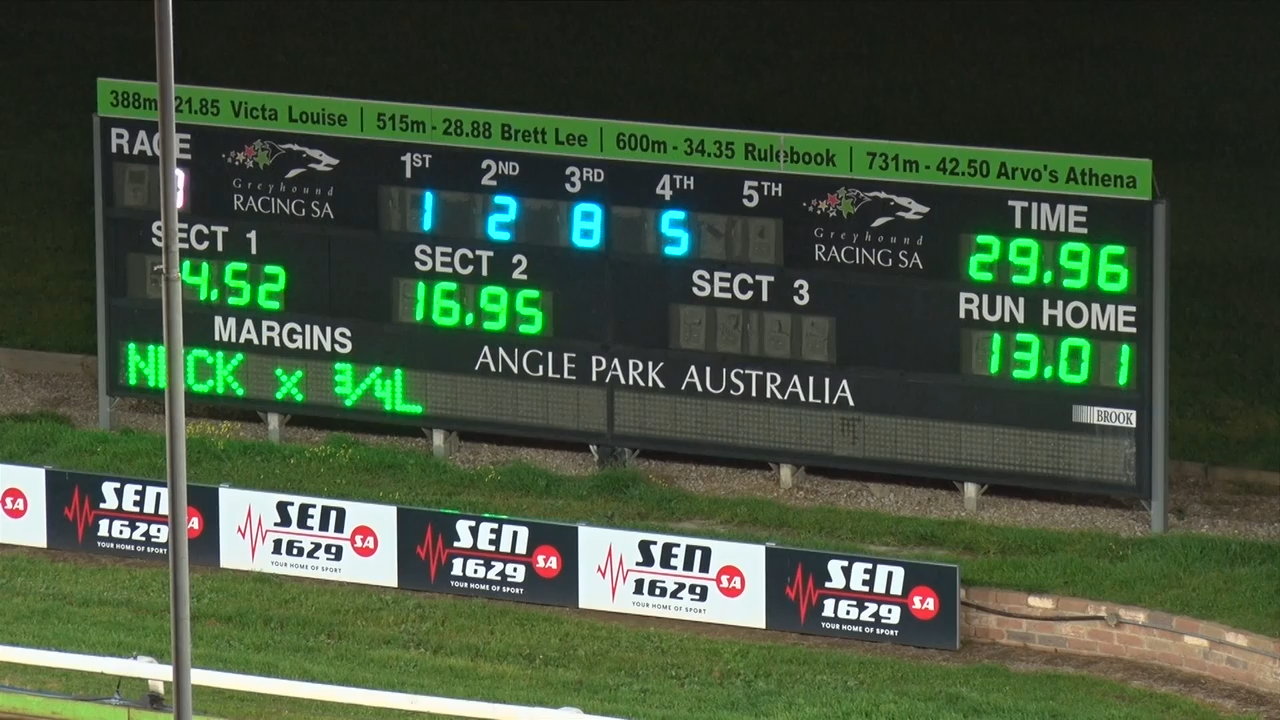 388m 21.85 Victa Louise | 515m - 28.88 Brett Lee | 600m - 34.35 Rulebook | 731m - 42.50 Arvo's Athena
RACE
Greyhound
RACING SA
1ST 2ND 3RD 4TH 5TH
1 2 8 5
Greyhound
RACING SA
TIME
29.96
SECT 1
4.52
SECT 2
16.95
SECT 3
RUN HOME
13.01
MARGINS
NECK x 3/4L
ANGLE PARK AUSTRALIA
BROOK
SA
SEN
1629
SA
YOUR HOME OF SPORT
SEN
1629
SA
YOUR HOME OF SPORT
SEN
1629
SA
YOUR HOME OF SPORT
SEN
1629
SA
YOUR HOME OF SPORT
SEN
1629
SA
YOUR HOME OF SPORT